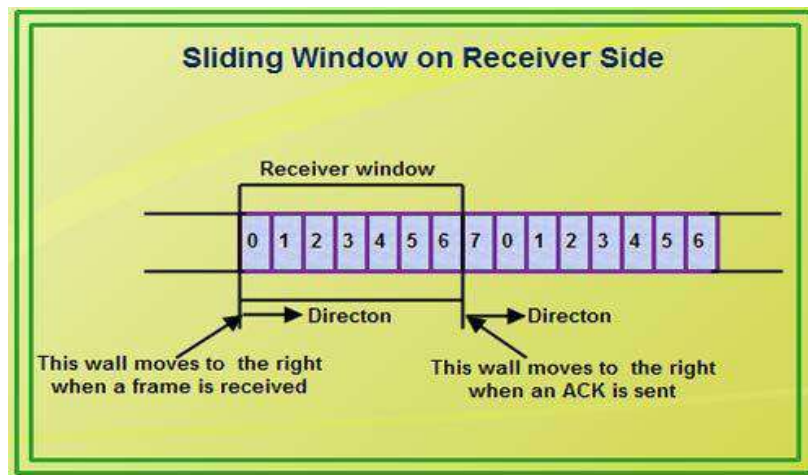 Sliding Window on Receiver Side
Receiver window
0 1 2 3 4 5 6 7 0 1 2 3 4 5 6
Directon Directon
This wall moves to the right
when a frame is received
This wall moves to the right
when an ACK is sent